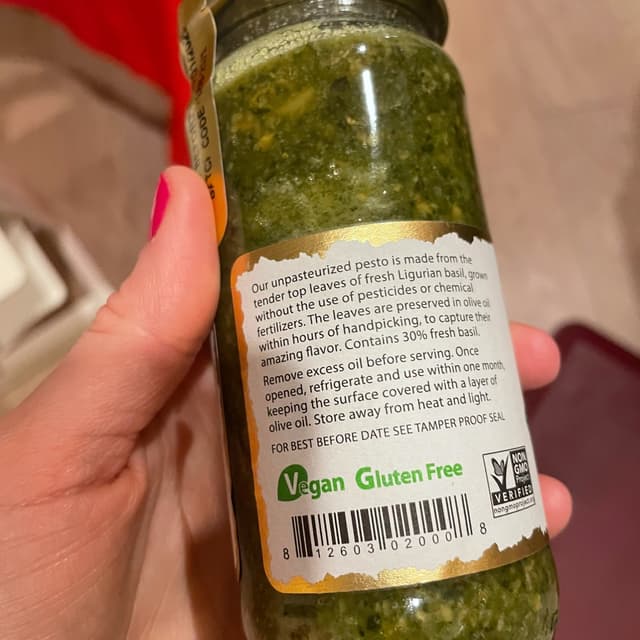 CODE
Our unpasteurized pesto is made from the
tender top leaves of fresh Ligurian basil, grown
without the use of pesticides or chemical
fertilizers. The leaves are preserved in olive oil
within hours of handpicking, to capture their
amazing flavor. Contains 30% fresh basil.
Remove excess oil before serving. Once
opened, refrigerate and use within one month,
keeping the surface covered with a layer of
olive oil. Store away from heat and light.
FOR BEST BEFORE DATE SEE TAMPER PROOF SEAL
Vegan Gluten Free
NON
GMO
Project
VERIFIED
nongmoproject.org
8 12603 02000 8